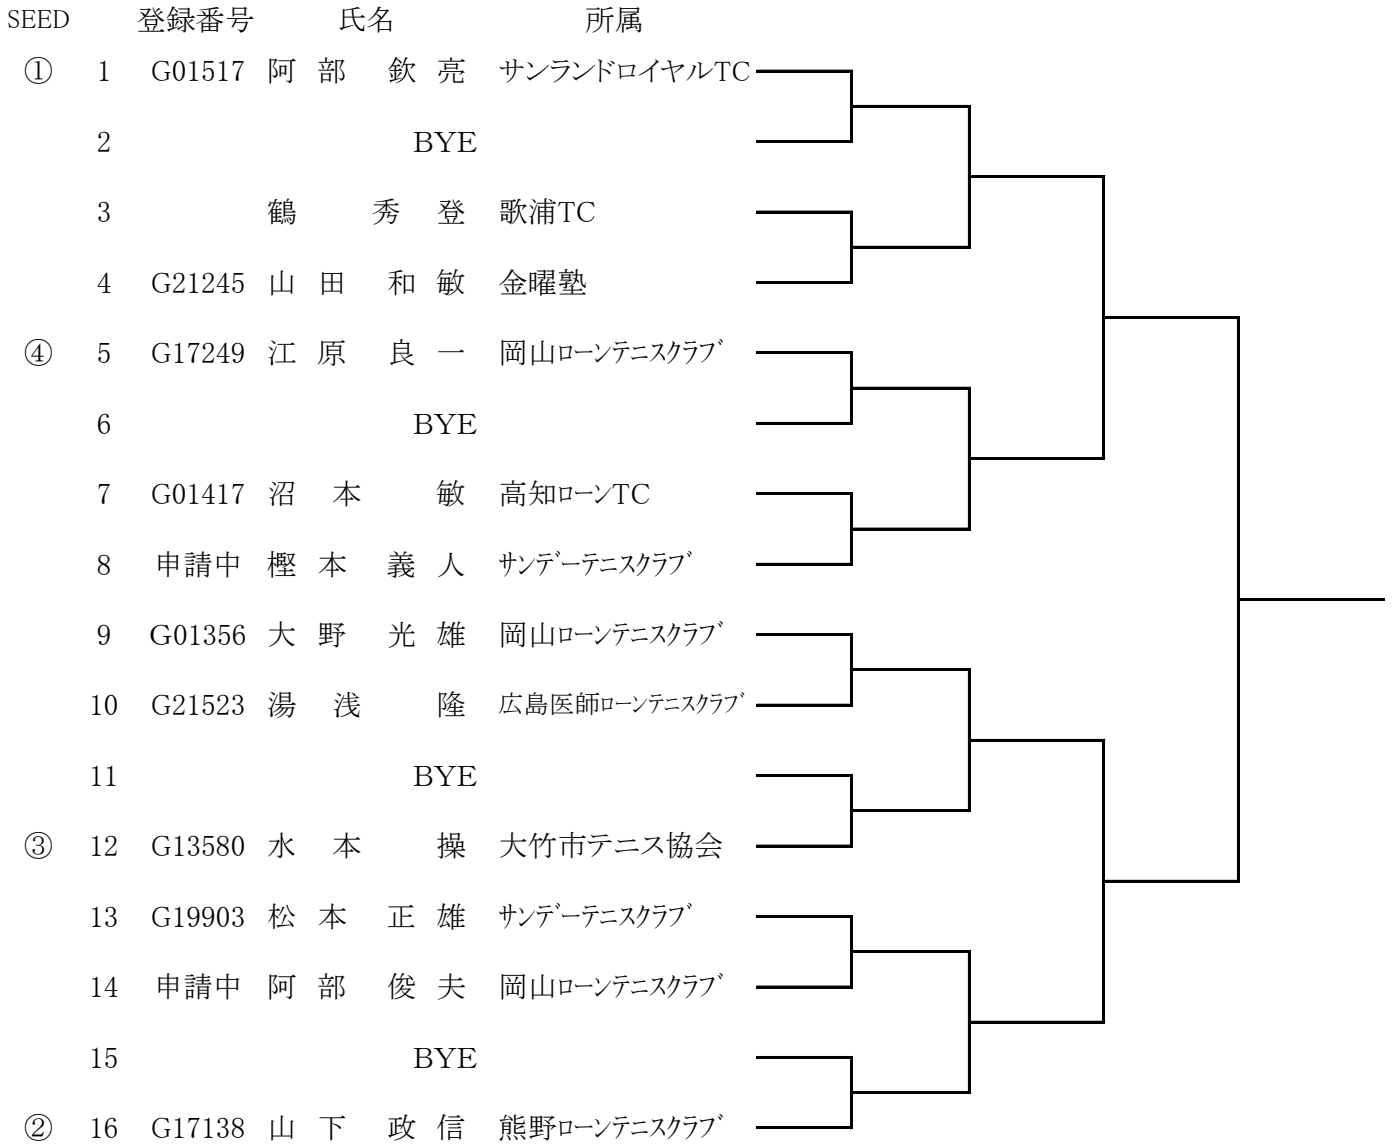 SEED 登録番号 氏名 所属
① 1 G01517 阿部 欽亮 サンランドロイヤルTC
2 BYE
3 鶴 秀登 歌浦TC
4 G21245 山田 和敏 金曜塾
④ 5 G17249 江原 良一 岡山ﾛｰﾝﾃﾆｽｸﾗﾌﾞ
6 BYE
7 G01417 沼本 敏 高知ﾛｰﾝTC
8 申請中 樫本 義人 ｻﾝﾃﾞｰﾃﾆｽｸﾗﾌﾞ
9 G01356 大野 光雄 岡山ﾛｰﾝﾃﾆｽｸﾗﾌﾞ
10 G21523 湯浅 隆 広島医師ﾛｰﾝﾃﾆｽｸﾗﾌﾞ
11 BYE
③ 12 G13580 水本 操 大竹市テニス協会
13 G19903 松本 正雄 ｻﾝﾃﾞｰﾃﾆｽｸﾗﾌﾞ
14 申請中 阿部 俊夫 岡山ﾛｰﾝﾃﾆｽｸﾗﾌﾞ
15 BYE
② 16 G17138 山下 政信 熊野ﾛｰﾝﾃﾆｽｸﾗﾌﾞ